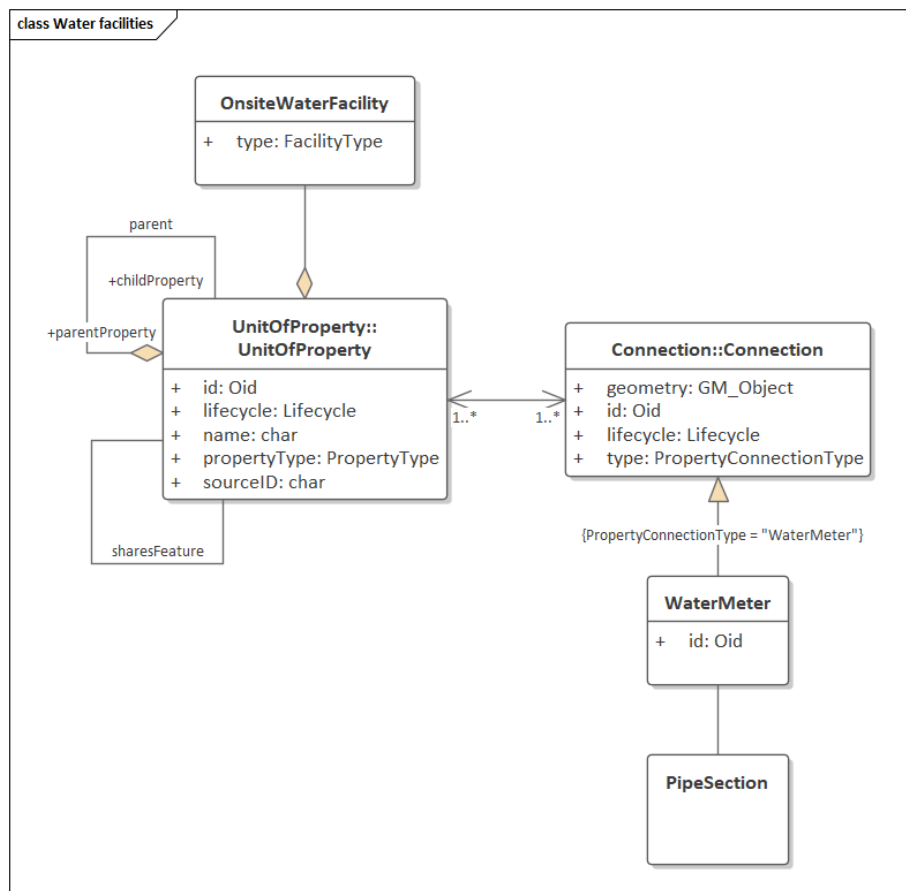 class Water facilities
OnsiteWaterFacility
+ type: FacilityType
parent
+childProperty
+parentProperty
UnitOfProperty::
UnitOfProperty
+ id: Oid
+ lifecycle: Lifecycle
+ name: char
+ propertyType: PropertyType
+ sourceID: char
sharesFeature
1..*
1..*
Connection::Connection
+ geometry: GM_Object
+ id: Oid
+ lifecycle: Lifecycle
+ type: PropertyConnectionType
{PropertyConnectionType = "WaterMeter"}
WaterMeter
+ id: Oid
PipeSection